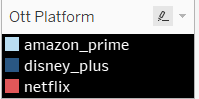 Ott Platform
amazon_prime
disney_plus
netflix